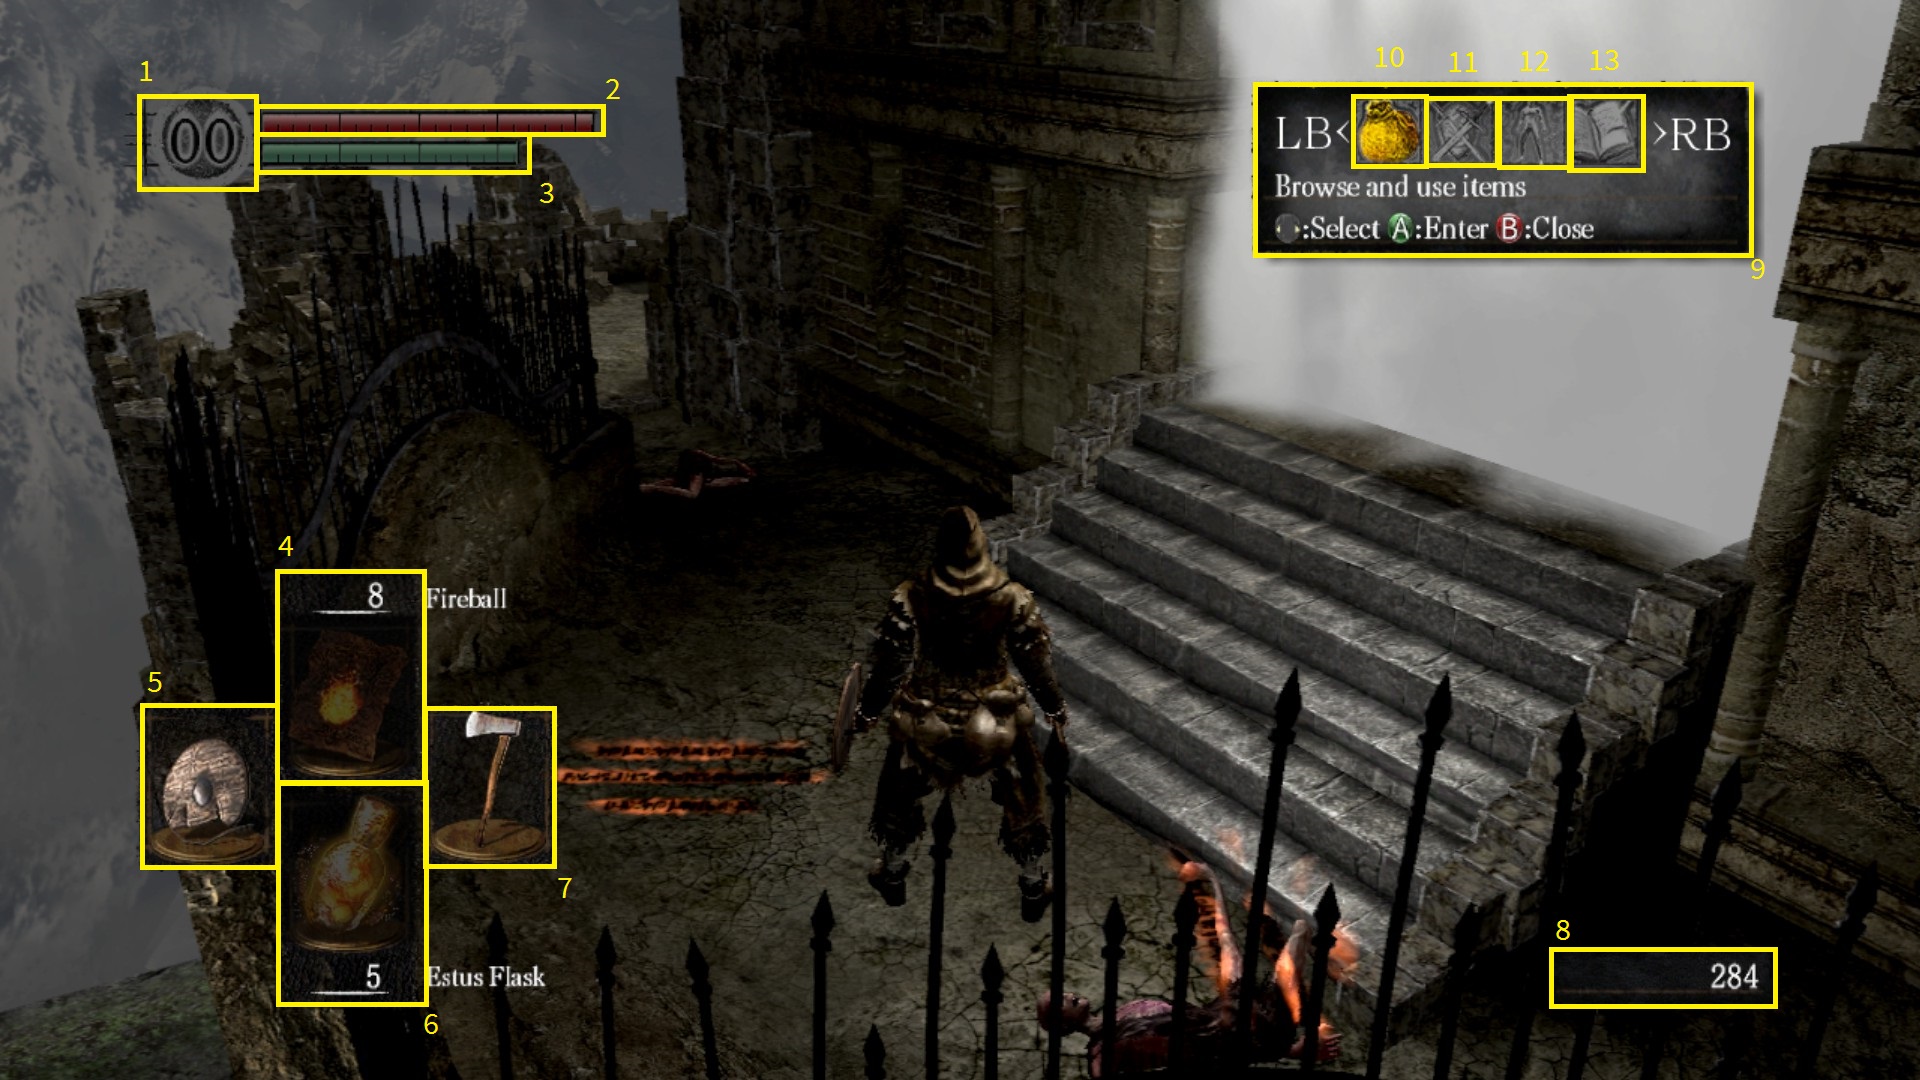 1
00
2
3
10 11 12 13
LB< >RB
Browse and use items
:Select A:Enter B:Close
9
4
8 Fireball
5
7
5 Estus Flask
6
8
284